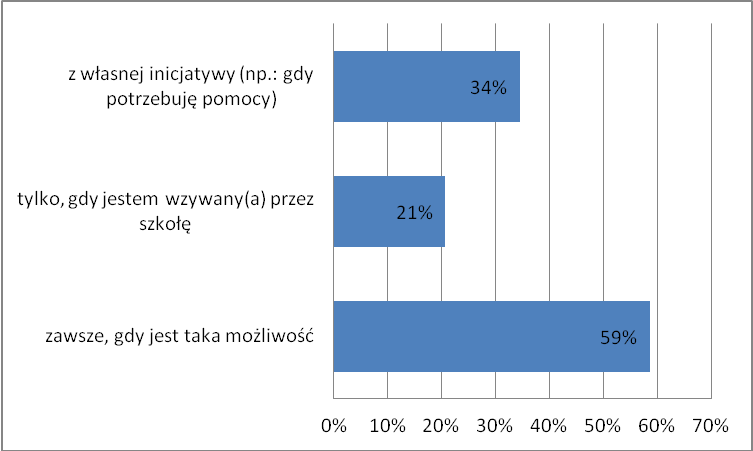 z własnej inicjatywy (np.: gdy
potrzebuję pomocy)
34%
tylko, gdy jestem wzywany(a) przez
szkołę
21%
zawsze, gdy jest taka możliwość
59%
0% 10% 20% 30% 40% 50% 60% 70%